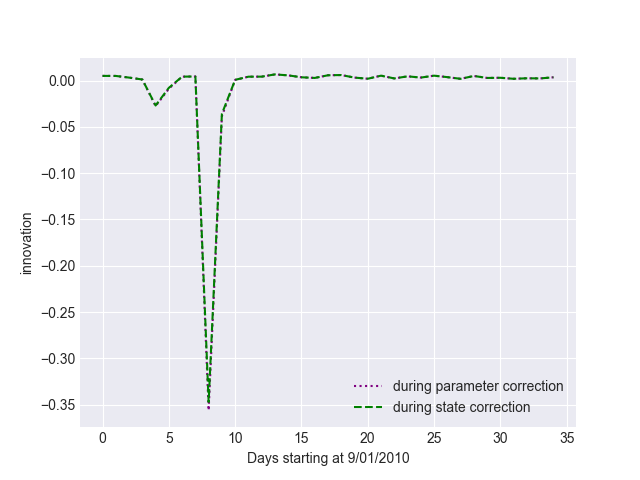 0.00
−0.05
−0.10
−0.15
−0.20
−0.25
−0.30
−0.35
innovation
during parameter correction
during state correction
0 5 10 15 20 25 30 35
Days starting at 9/01/2010